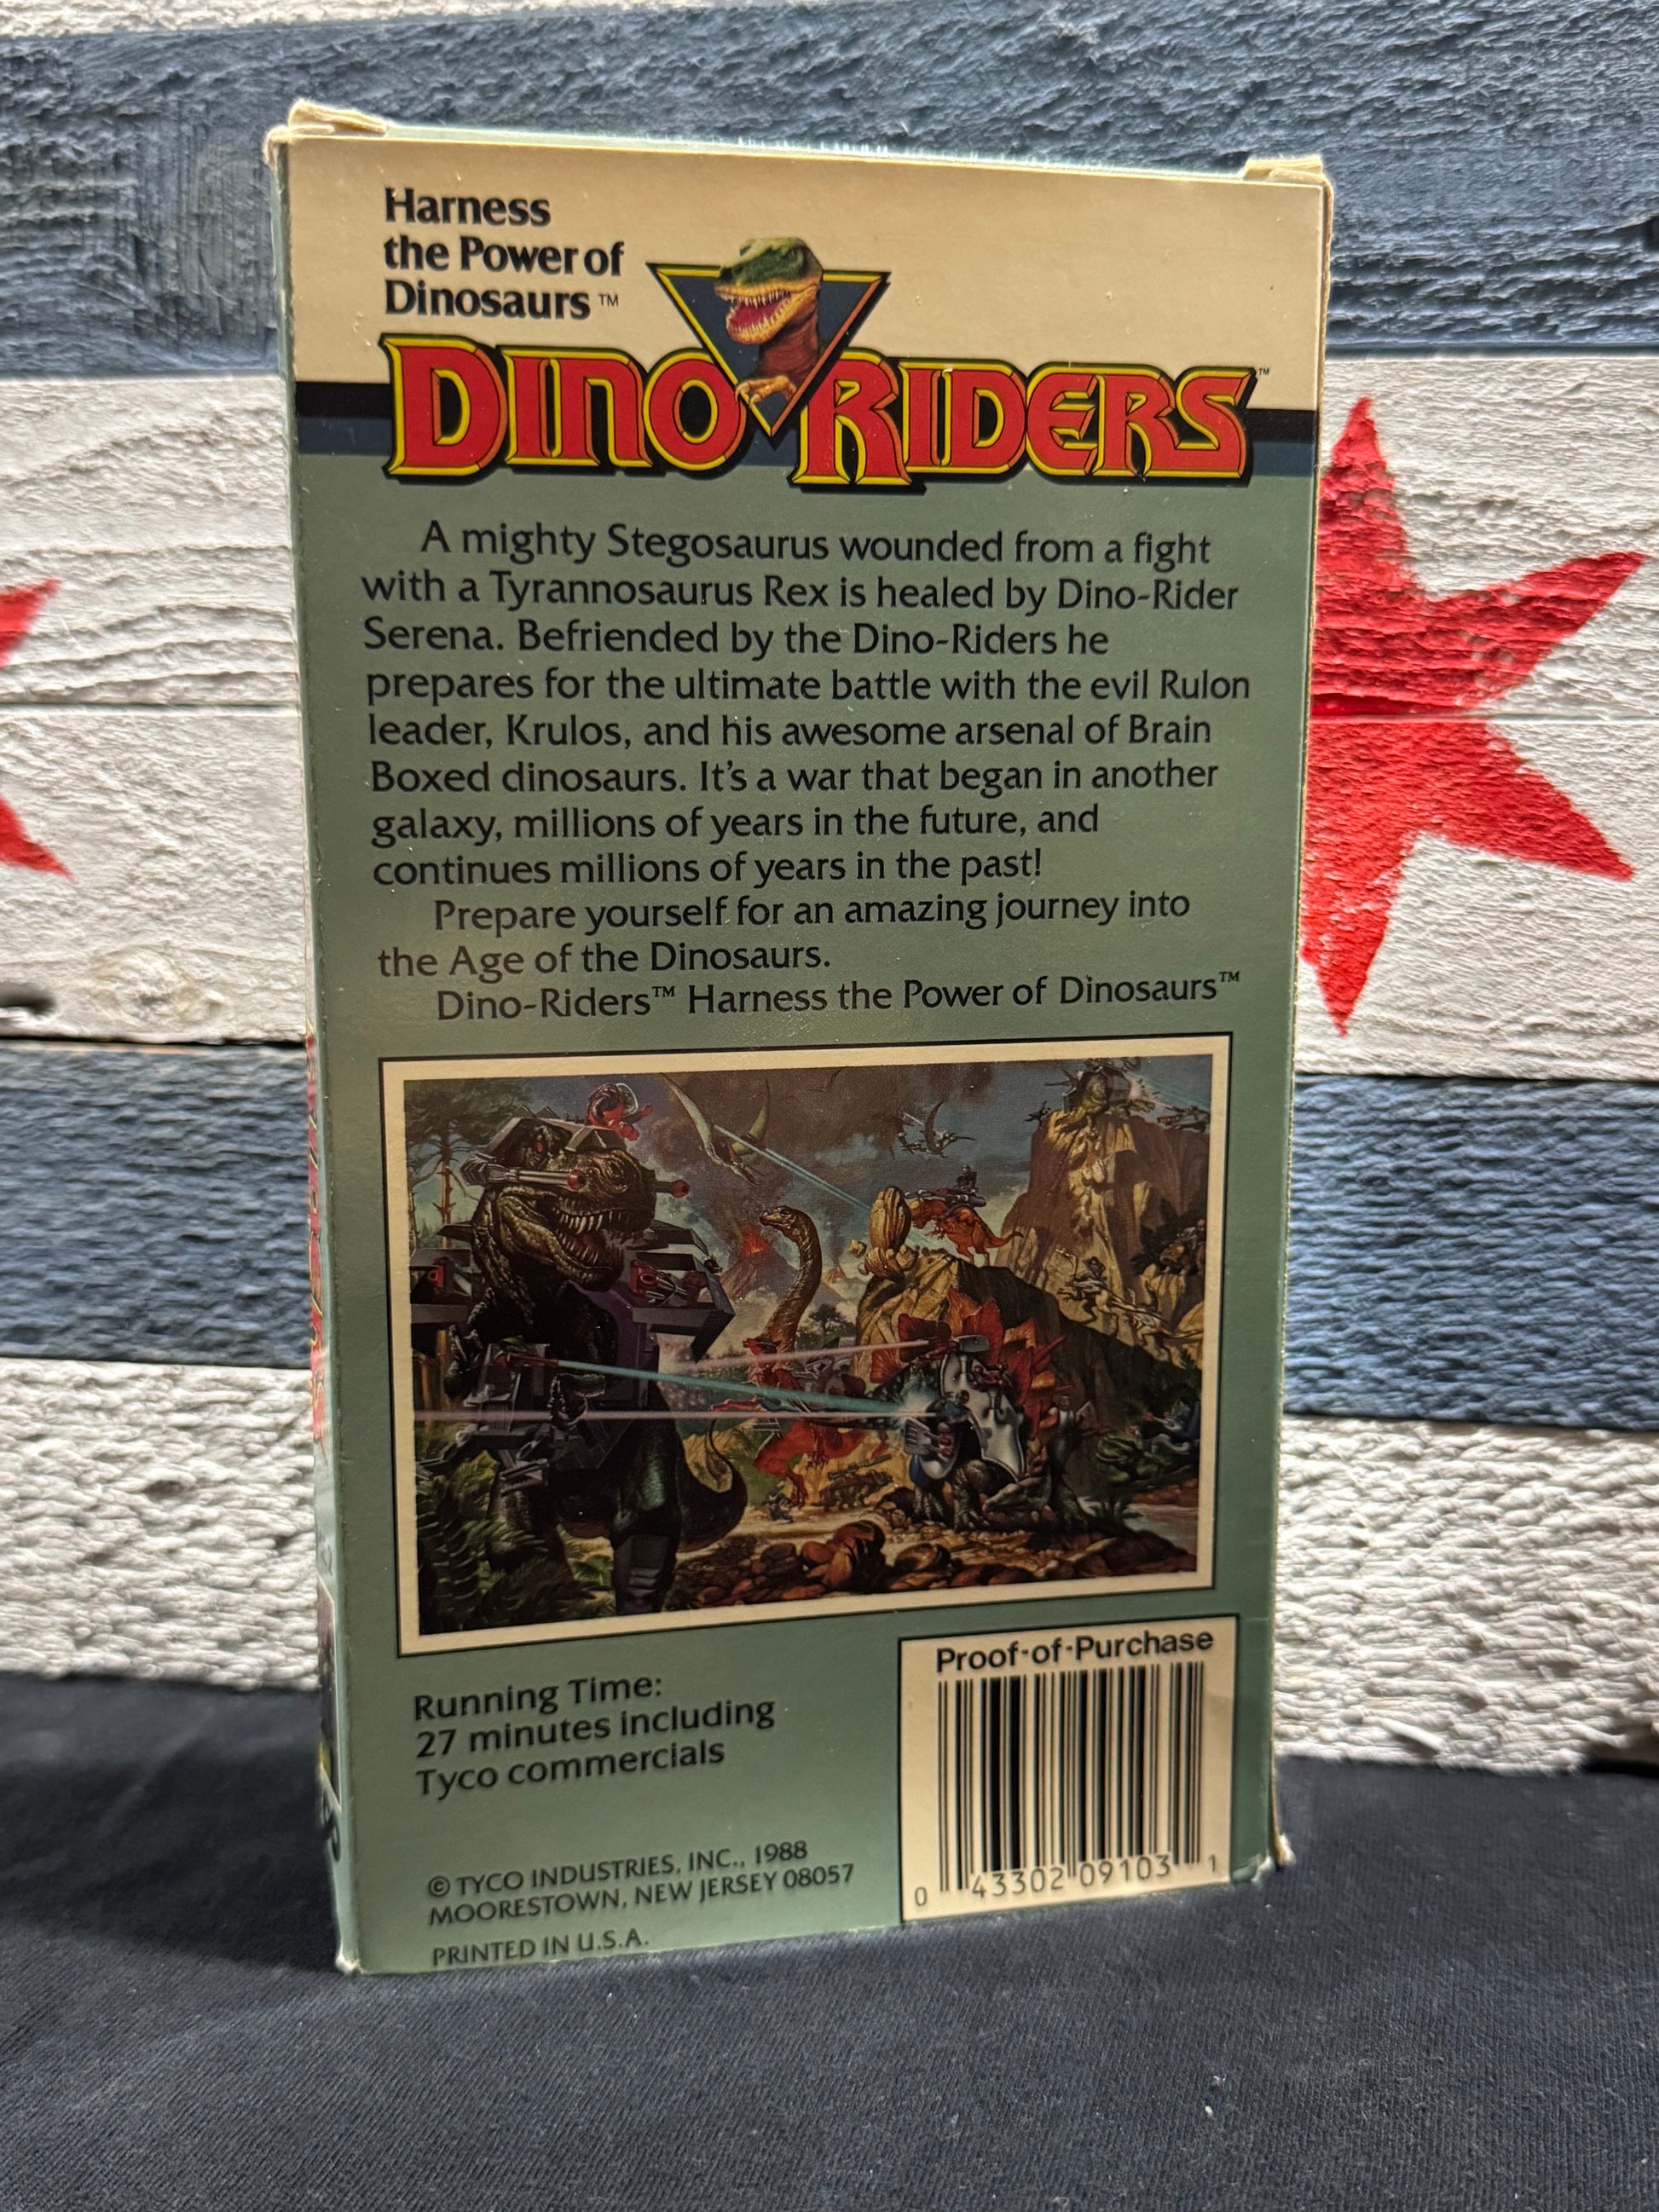 Harness
the Power of
Dinosaurs™
DINO RIDERS™
A mighty Stegosaurus wounded from a fight
with a Tyrannosaurus Rex is healed by Dino-Rider
Serena. Befriended by the Dino-Riders he
prepares for the ultimate battle with the evil Rulon
leader, Krulos, and his awesome arsenal of Brain
Boxed dinosaurs. It's a war that began in another
galaxy, millions of years in the future, and
continues millions of years in the past!
Prepare yourself for an amazing journey into
the Age of the Dinosaurs.
Dino-Riders™ Harness the Power of Dinosaurs™
Running Time:
27 minutes including
Tyco commercials
© TYCO INDUSTRIES, INC., 1988
MOORESTOWN, NEW JERSEY 08057
PRINTED IN U.S.A.
Proof-of-Purchase
0 43302 09103 1